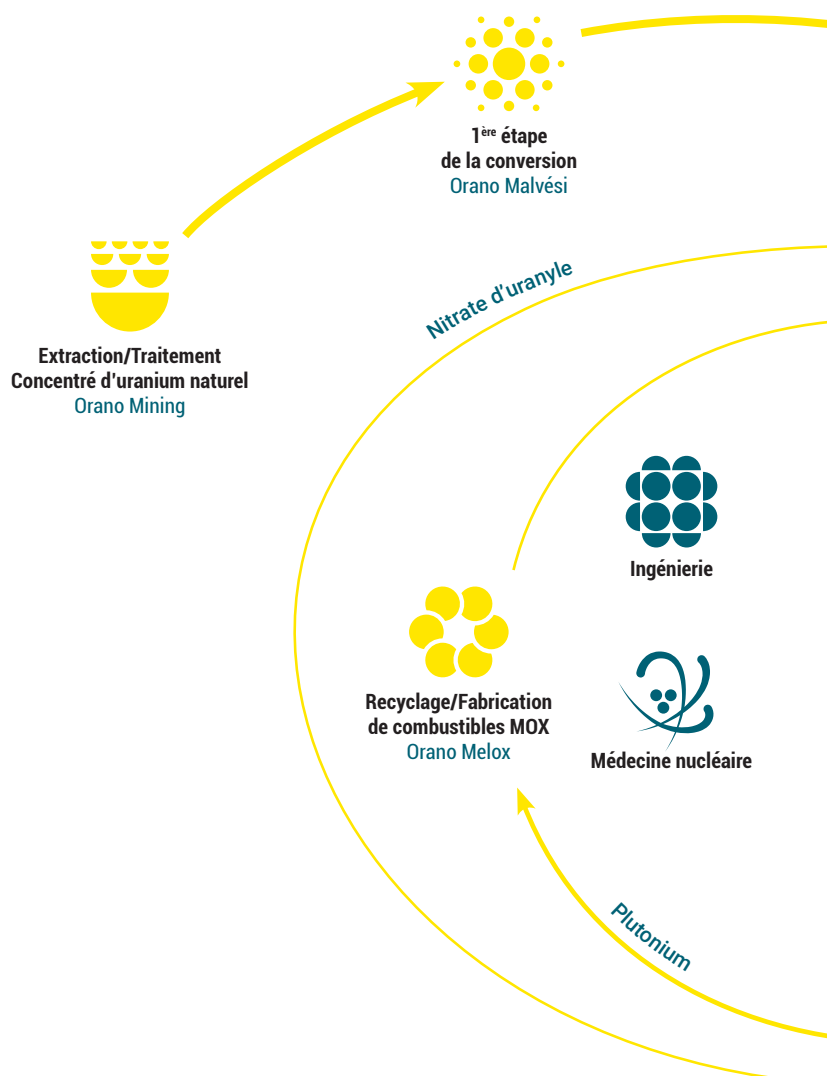 1ère étape
de la conversion
Orano Malvési
Nitrate d'uranyle
Extraction/Traitement
Concentré d'uranium naturel
Orano Mining
Ingénierie
Recyclage/Fabrication
de combustibles MOX
Orano Melox
Médecine nucléaire
Plutonium